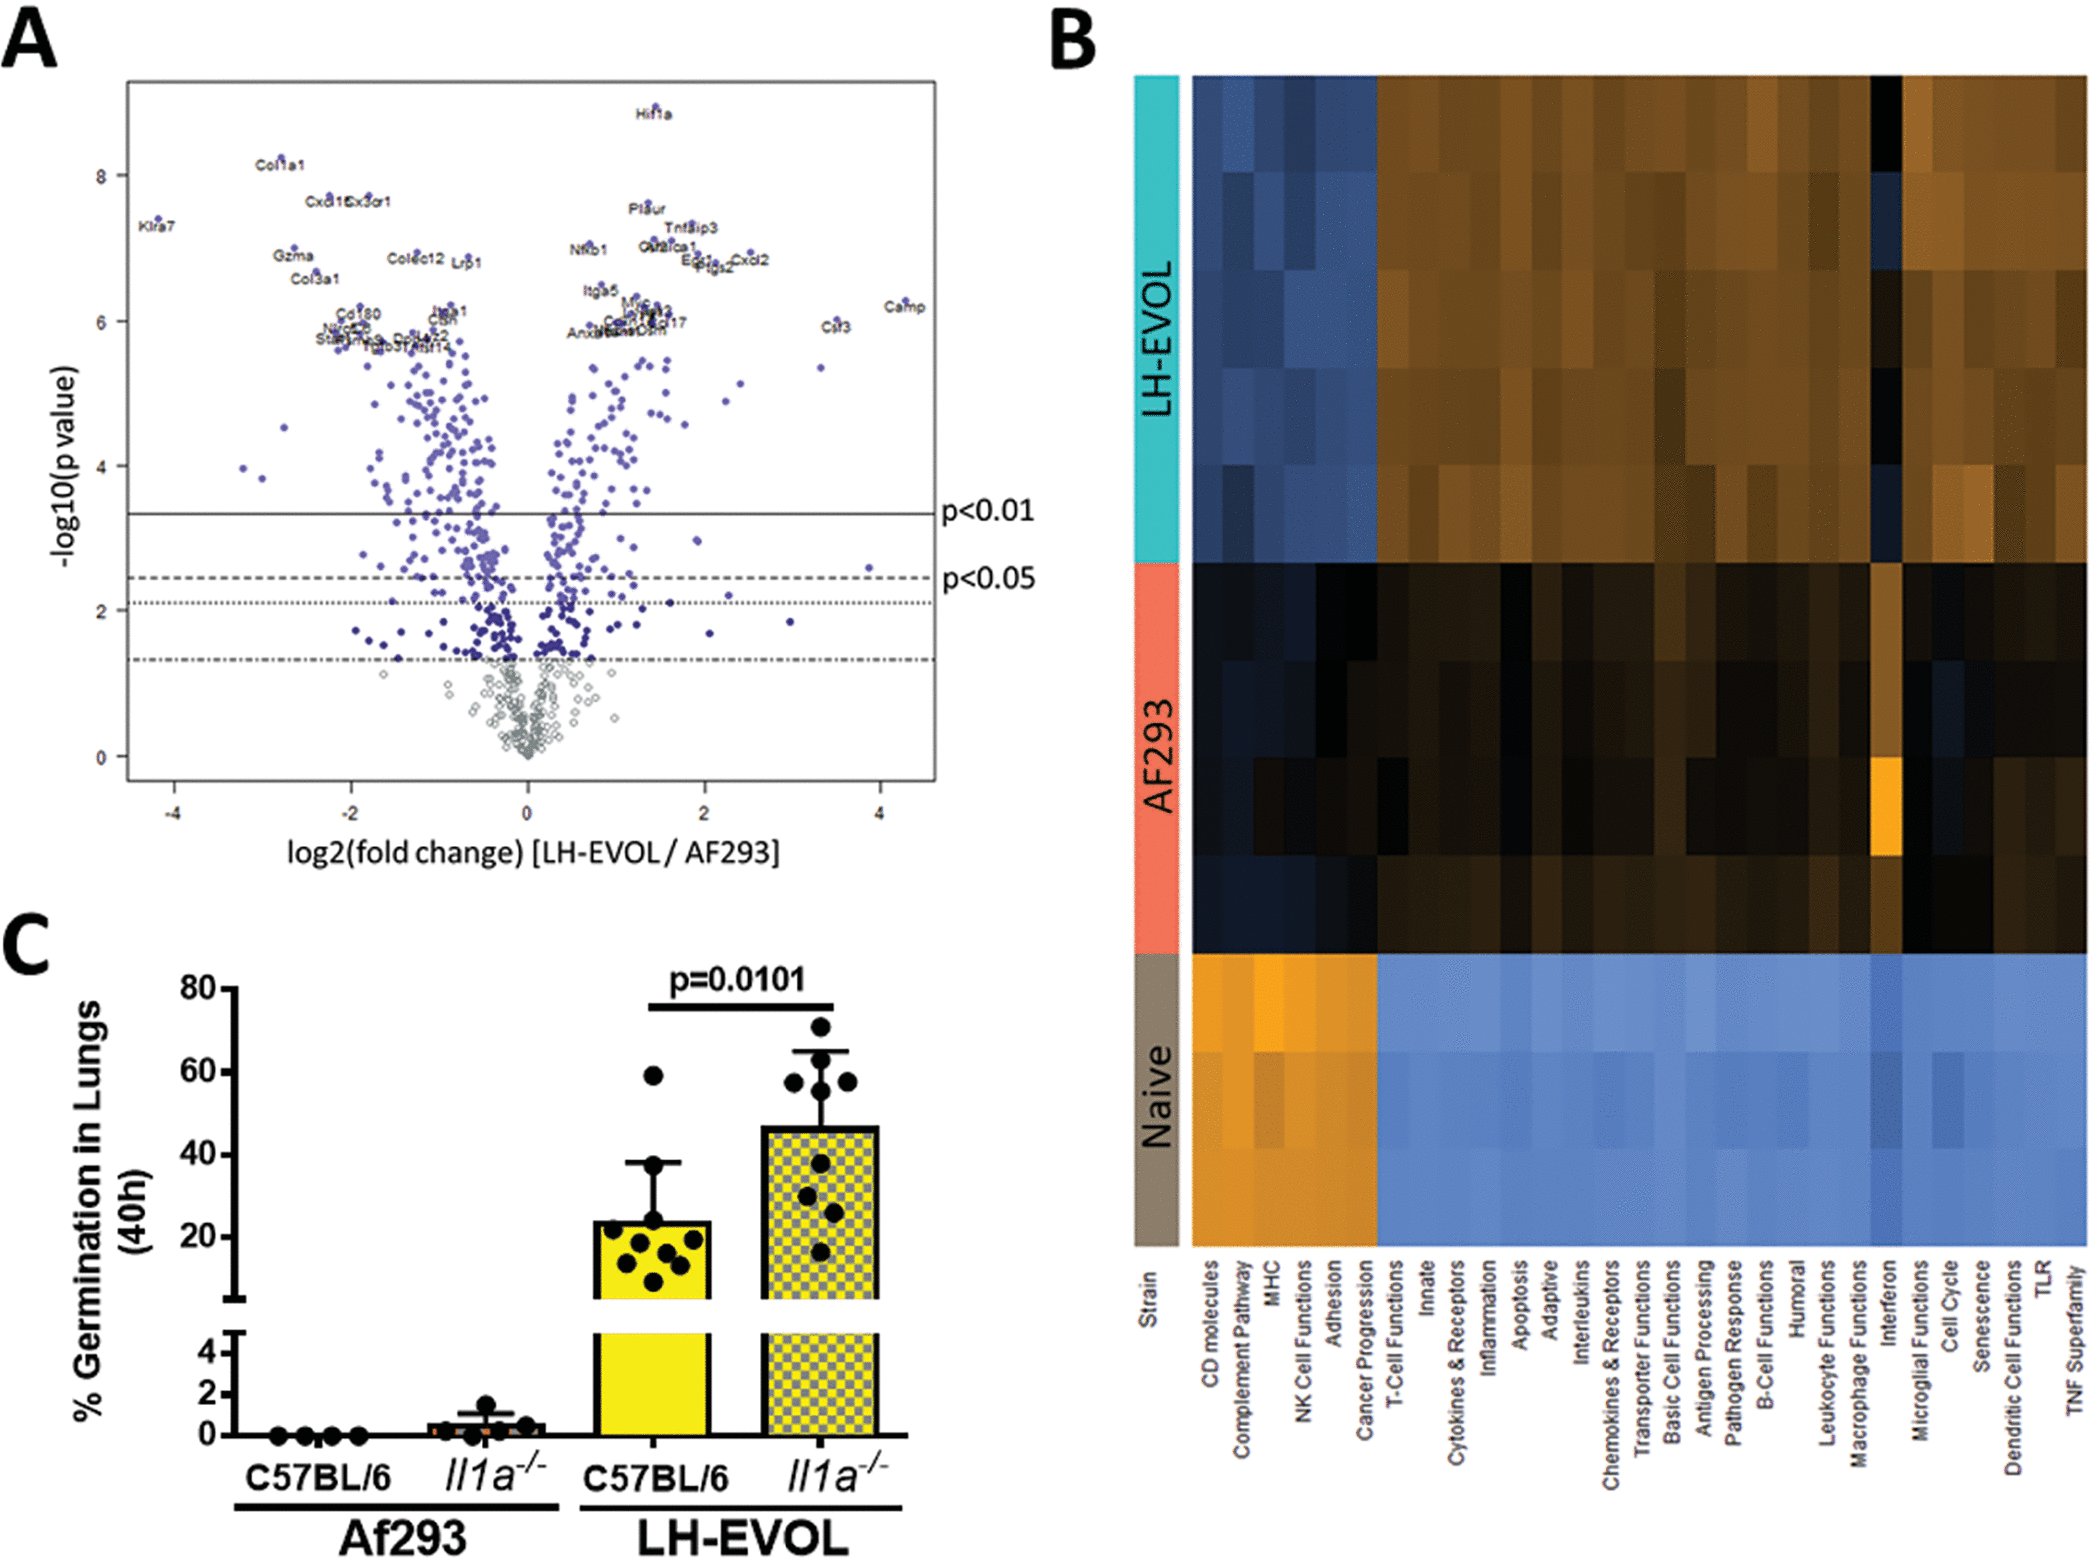 A
Hif1a
Col1a1
Cx3cr1
Klra7
Plaur
Tnfaip3
Gzma
Colec12
Lrp1
Nfkb1
Egr1
Ptgs2
Cxcl2
Col3a1
Itga5
Myc
Camp
Cd180
Itga1
Csf3
8
6
4
2
0
-4
-2
0
2
4
-log10(p value)
p<0.01
p<0.05
log2(fold change) [LH-EVOL / AF293]
B
LH-EVOL
AF293
Naive
Strain
CD molecules
Complement Pathway
MHC
NK Cell Functions
Adhesion
Cancer Progression
T-Cell Functions
Innate
Cytokines & Receptors
Inflammation
Apoptosis
Adaptive
Interleukins
Chemokines & Receptors
Transporter Functions
Basic Cell Functions
Antigen Processing
Pathogen Response
B-Cell Functions
Humoral
Leukocyte Functions
Macrophage Functions
Interferon
Microglial Functions
Cell Cycle
Senescence
Dendritic Cell Functions
TLR
TNF Superfamily
C
% Germination in Lungs
(40h)
80
60
40
20
4
2
0
p=0.0101
C57BL/6
Il1a-/-
C57BL/6
Il1a-/-
Af293
LH-EVOL